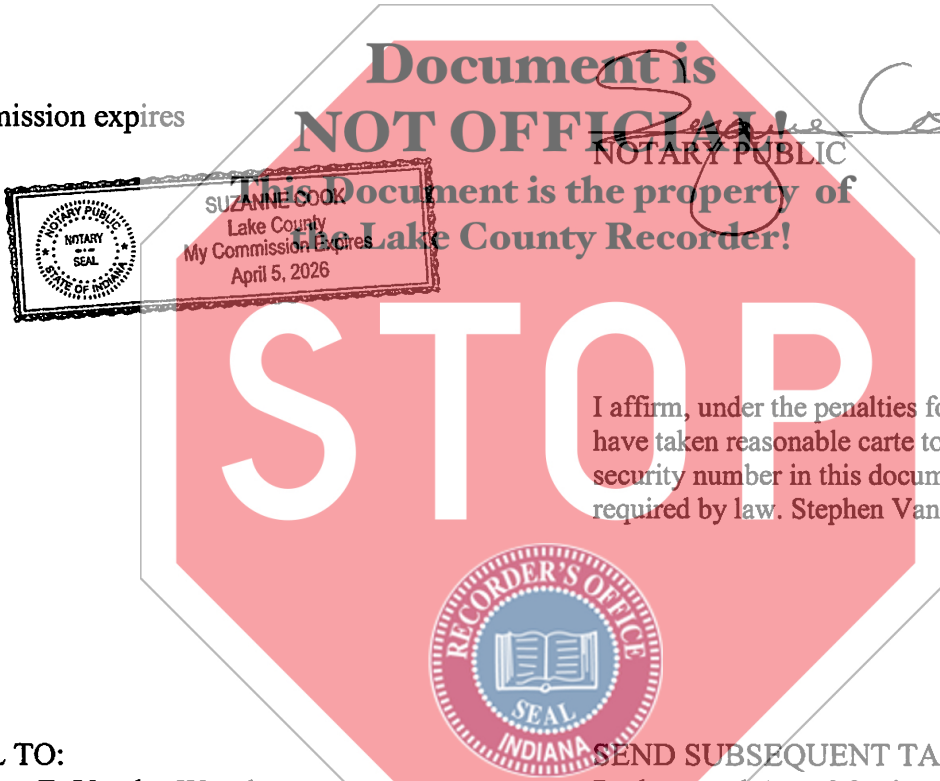 Document is
NOT OFFICIAL!
This Document is the property of
the Lake County Recorder!
STOP
mission expires
NOTARY PUBLIC
SUZANNE COOK
Lake County
My Commission Expires
April 5, 2026
NOTARY PUBLIC
NOTARY
SEAL
STATE OF INDIANA
I affirm, under the penalties fo
have taken reasonable carte to
security number in this docum
required by law. Stephen Van
RECORDER'S OFFICE
SEAL
INDIANA
L TO:
SEND SUBSEQUENT TA